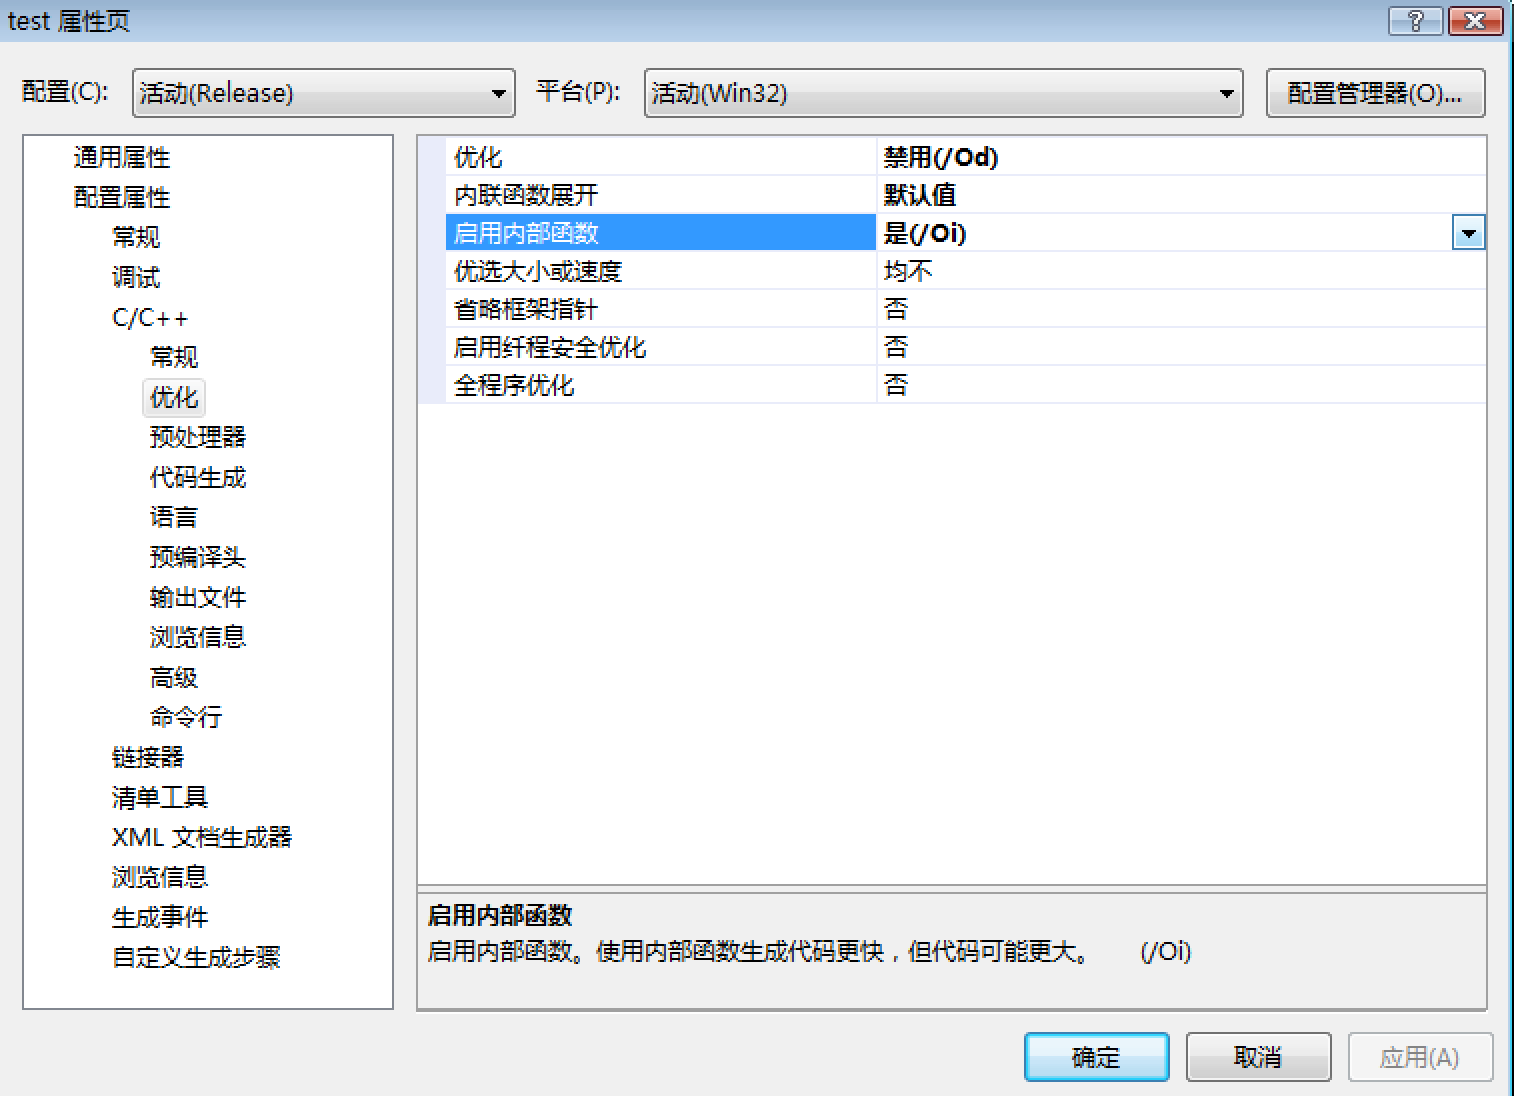 test 属性页
配置(C): 活动(Release) 平台(P): 活动(Win32) 配置管理器(O)...
通用属性
配置属性
常规
调试
C/C++
常规
优化
预处理器
代码生成
语言
预编译头
输出文件
浏览信息
高级
命令行
链接器
清单工具
XML 文档生成器
浏览信息
生成事件
自定义生成步骤
优化 禁用(/Od)
内联函数展开 默认值
启用内部函数 是(/Oi)
优选大小或速度 均不
省略框架指针 否
启用纤程安全优化 否
全程序优化 否
启用内部函数
启用内部函数。使用内部函数生成代码更快，但代码可能更大。 (/Oi)
确定 取消 应用(A)